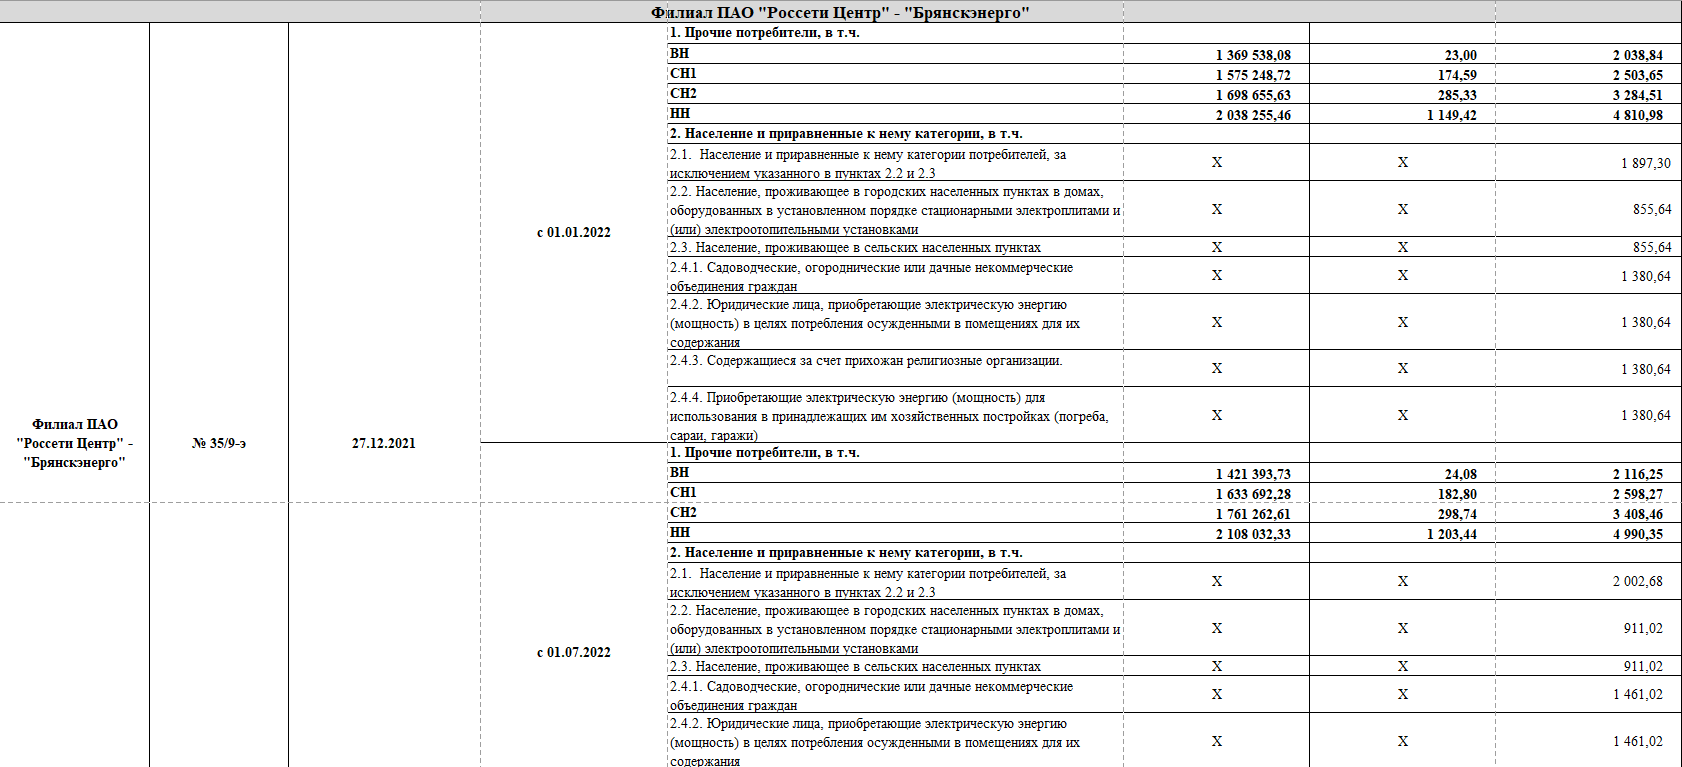 Филиал ПАО "Россети Центр" - "Брянскэнерго"
Филиал ПАО
"Россети Центр" -
"Брянскэнерго"
№ 35/9-э
27.12.2021
с 01.01.2022
1. Прочие потребители, в т.ч.
ВН 1 369 538,08 23,00 2 038,84
СН1 1 575 248,72 174,59 2 503,65
СН2 1 698 655,63 285,33 3 284,51
НН 2 038 255,46 1 149,42 4 810,98
2. Население и приравненные к нему категории, в т.ч.
2.1. Население и приравненные к нему категории потребителей, за
исключением указанного в пунктах 2.2 и 2.3
X X 1 897,30
2.2. Население, проживающее в городских населенных пунктах в домах,
оборудованных в установленном порядке стационарными электроплитами и
(или) электроотопительными установками
X X 855,64
2.3. Население, проживающее в сельских населенных пунктах X X 855,64
2.4.1. Садоводческие, огороднические или дачные некоммерческие
объединения граждан
X X 1 380,64
2.4.2. Юридические лица, приобретающие электрическую энергию
(мощность) в целях потребления осужденными в помещениях для их
содержания
X X 1 380,64
2.4.3. Содержащиеся за счет прихожан религиозные организации.
X X 1 380,64
2.4.4. Приобретающие электрическую энергию (мощность) для
использования в принадлежащих им хозяйственных постройках (погреба,
сараи, гаражи)
X X 1 380,64
с 01.07.2022
1. Прочие потребители, в т.ч.
ВН 1 421 393,73 24,08 2 116,25
СН1 1 633 692,28 182,80 2 598,27
СН2 1 761 262,61 298,74 3 408,46
НН 2 108 032,33 1 203,44 4 990,35
2. Население и приравненные к нему категории, в т.ч.
2.1. Население и приравненные к нему категории потребителей, за
исключением указанного в пунктах 2.2 и 2.3
X X 2 002,68
2.2. Население, проживающее в городских населенных пунктах в домах,
оборудованных в установленном порядке стационарными электроплитами и
(или) электроотопительными установками
X X 911,02
2.3. Население, проживающее в сельских населенных пунктах X X 911,02
2.4.1. Садоводческие, огороднические или дачные некоммерческие
объединения граждан
X X 1 461,02
2.4.2. Юридические лица, приобретающие электрическую энергию
(мощность) в целях потребления осужденными в помещениях для их
содержания
X X 1 461,02